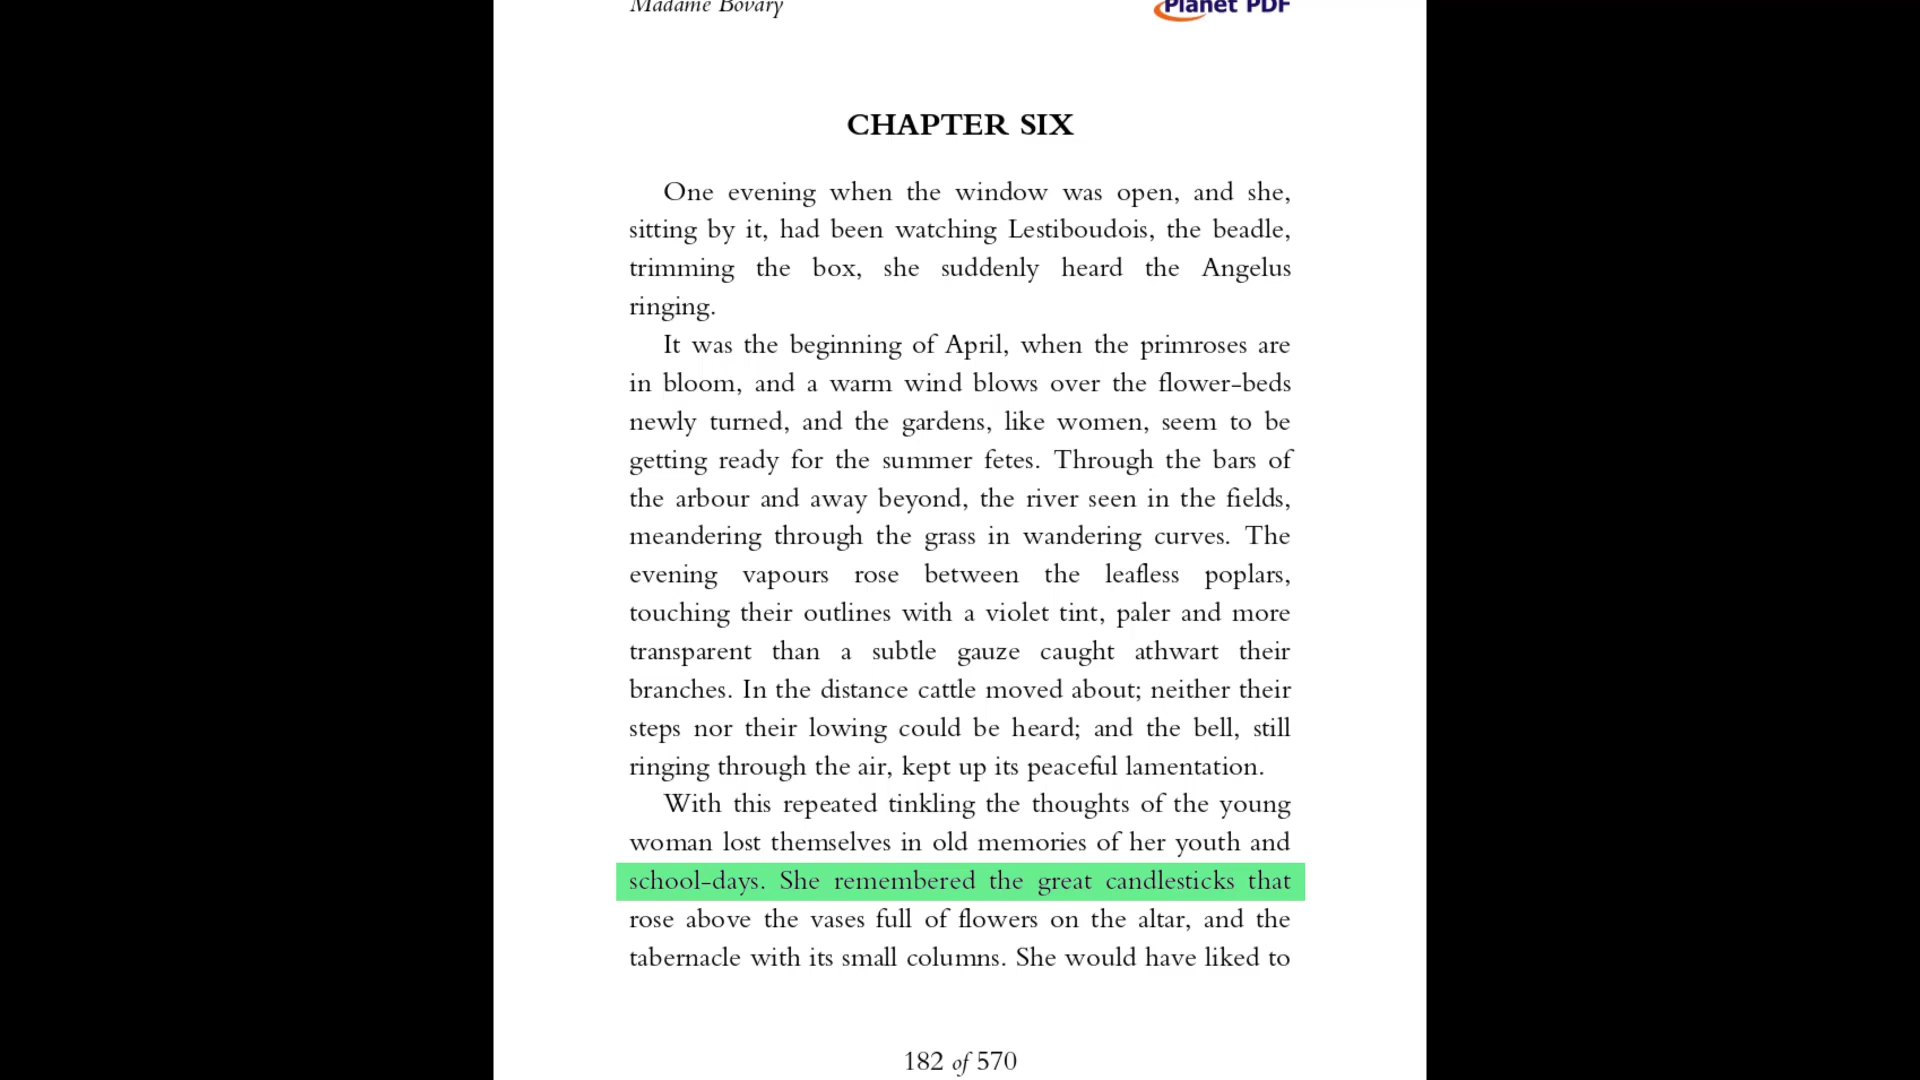 Madame Bovary
Planet PDF
CHAPTER SIX
One evening when the window was open, and she,
sitting by it, had been watching Lestiboudois, the beadle,
trimming the box, she suddenly heard the Angelus
ringing.
It was the beginning of April, when the primroses are
in bloom, and a warm wind blows over the flower-beds
newly turned, and the gardens, like women, seem to be
getting ready for the summer fetes. Through the bars of
the arbour and away beyond, the river seen in the fields,
meandering through the grass in wandering curves. The
evening vapours rose between the leafless poplars,
touching their outlines with a violet tint, paler and more
transparent than a subtle gauze caught athwart their
branches. In the distance cattle moved about; neither their
steps nor their lowing could be heard; and the bell, still
ringing through the air, kept up its peaceful lamentation.
With this repeated tinkling the thoughts of the young
woman lost themselves in old memories of her youth and
school-days. She remembered the great candlesticks that
rose above the vases full of flowers on the altar, and the
tabernacle with its small columns. She would have liked to
182 of 570